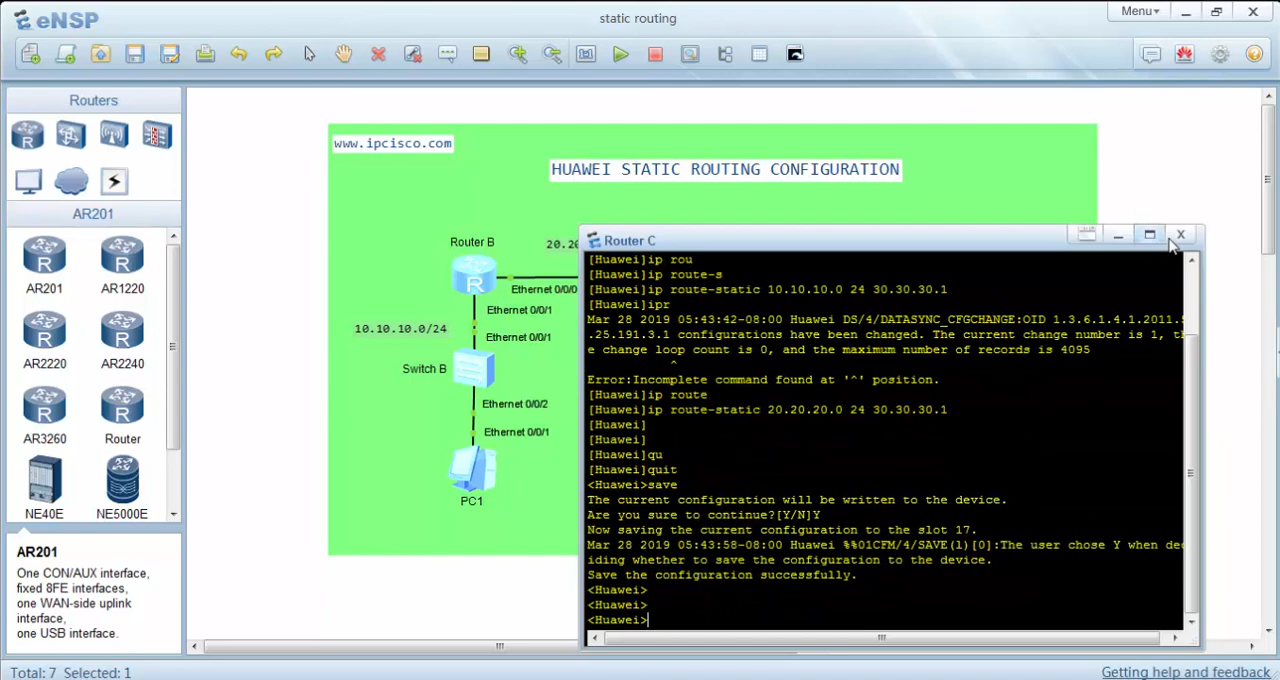 eNSP
static routing
Menu
Routers
AR201
AR201
AR1220
AR2220
AR2240
AR3260
Router
NE40E
NE5000E
AR201
One CON/AUX interface,
fixed 8FE interfaces,
one WAN-side uplink
interface,
one USB interface.
www.ipcisco.com
HUAWEI STATIC ROUTING CONFIGURATION
Router B
20.20
Ethernet 0/0/0
Ethernet 0/0/1
10.10.10.0/24
Ethernet 0/0/1
Switch B
Ethernet 0/0/2
Ethernet 0/0/1
PC1
Router C
[Huawei]ip rou
[Huawei]ip route-s
[Huawei]ip route-static 10.10.10.0 24 30.30.30.1
[Huawei]ipr
Mar 28 2019 05:43:42-08:00 Huawei DS/4/DATASYNC_CFGCHANGE:OID 1.3.6.1.4.1.2011.5
.25.191.3.1 configurations have been changed. The current change number is 1, th
e change loop count is 0, and the maximum number of records is 4095
^
Error:Incomplete command found at '^' position.
[Huawei]ip route
[Huawei]ip route-static 20.20.20.0 24 30.30.30.1
[Huawei]
[Huawei]
[Huawei]qu
[Huawei]quit
<Huawei>save
The current configuration will be written to the device.
Are you sure to continue?[Y/N]Y
Now saving the current configuration to the slot 17.
Mar 28 2019 05:43:58-08:00 Huawei %%01CFM/4/SAVE(l)[0]:The user chose Y when dec
iding whether to save the configuration to the device.
Save the configuration successfully.
<Huawei>
<Huawei>
<Huawei>
Total: 7 Selected: 1
Getting help and feedback